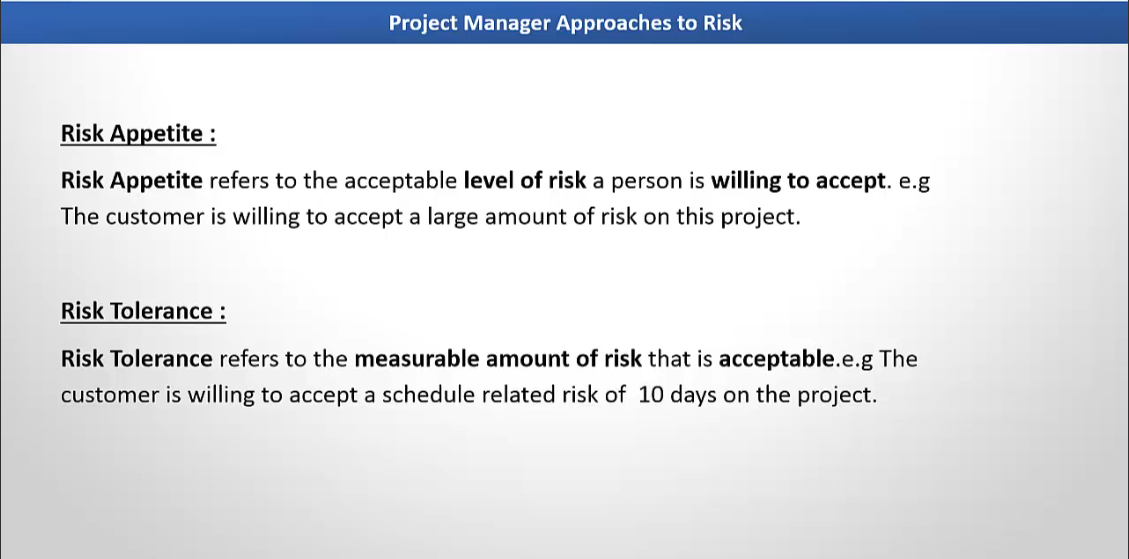 Project Manager Approaches to Risk
Risk Appetite :
Risk Appetite refers to the acceptable level of risk a person is willing to accept. e.g
The customer is willing to accept a large amount of risk on this project.
Risk Tolerance :
Risk Tolerance refers to the measurable amount of risk that is acceptable.e.g The
customer is willing to accept a schedule related risk of  10 days on the project.